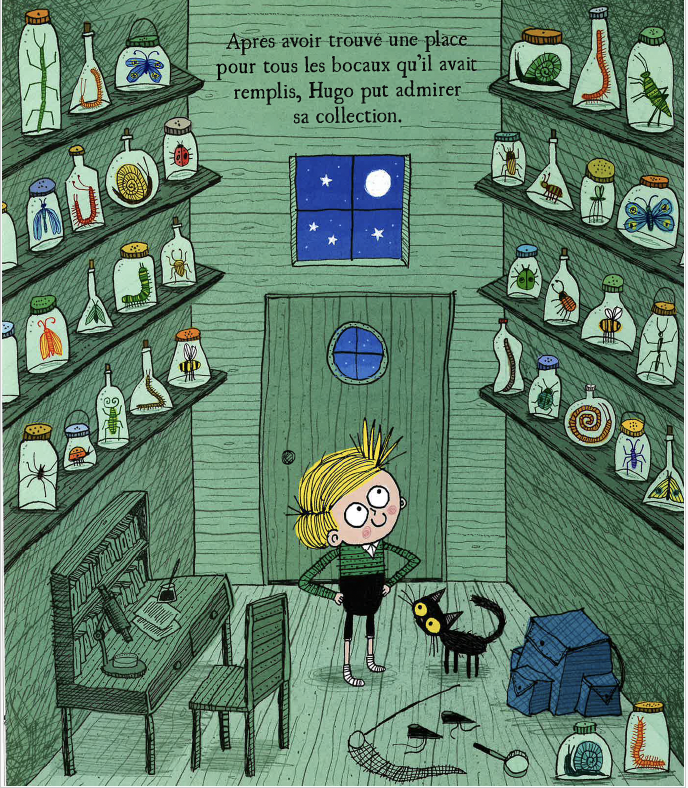 Après avoir trouvé une place
pour tous les bocaux qu'il avait
remplis, Hugo put admirer
sa collection.